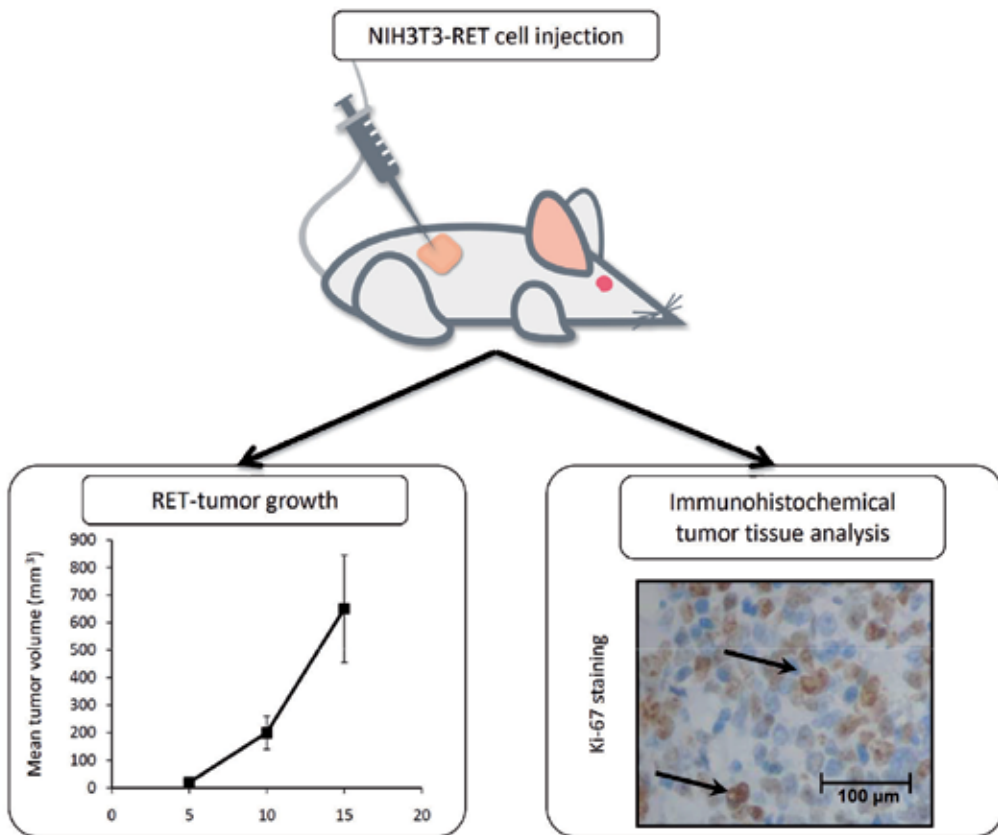 NIH3T3-RET cell injection
RET-tumor growth
Mean tumor volume (mm³)
900
800
700
600
500
400
300
200
100
0
0 5 10 15 20
Immunohistochemical
tumor tissue analysis
Ki-67 staining
100 µm